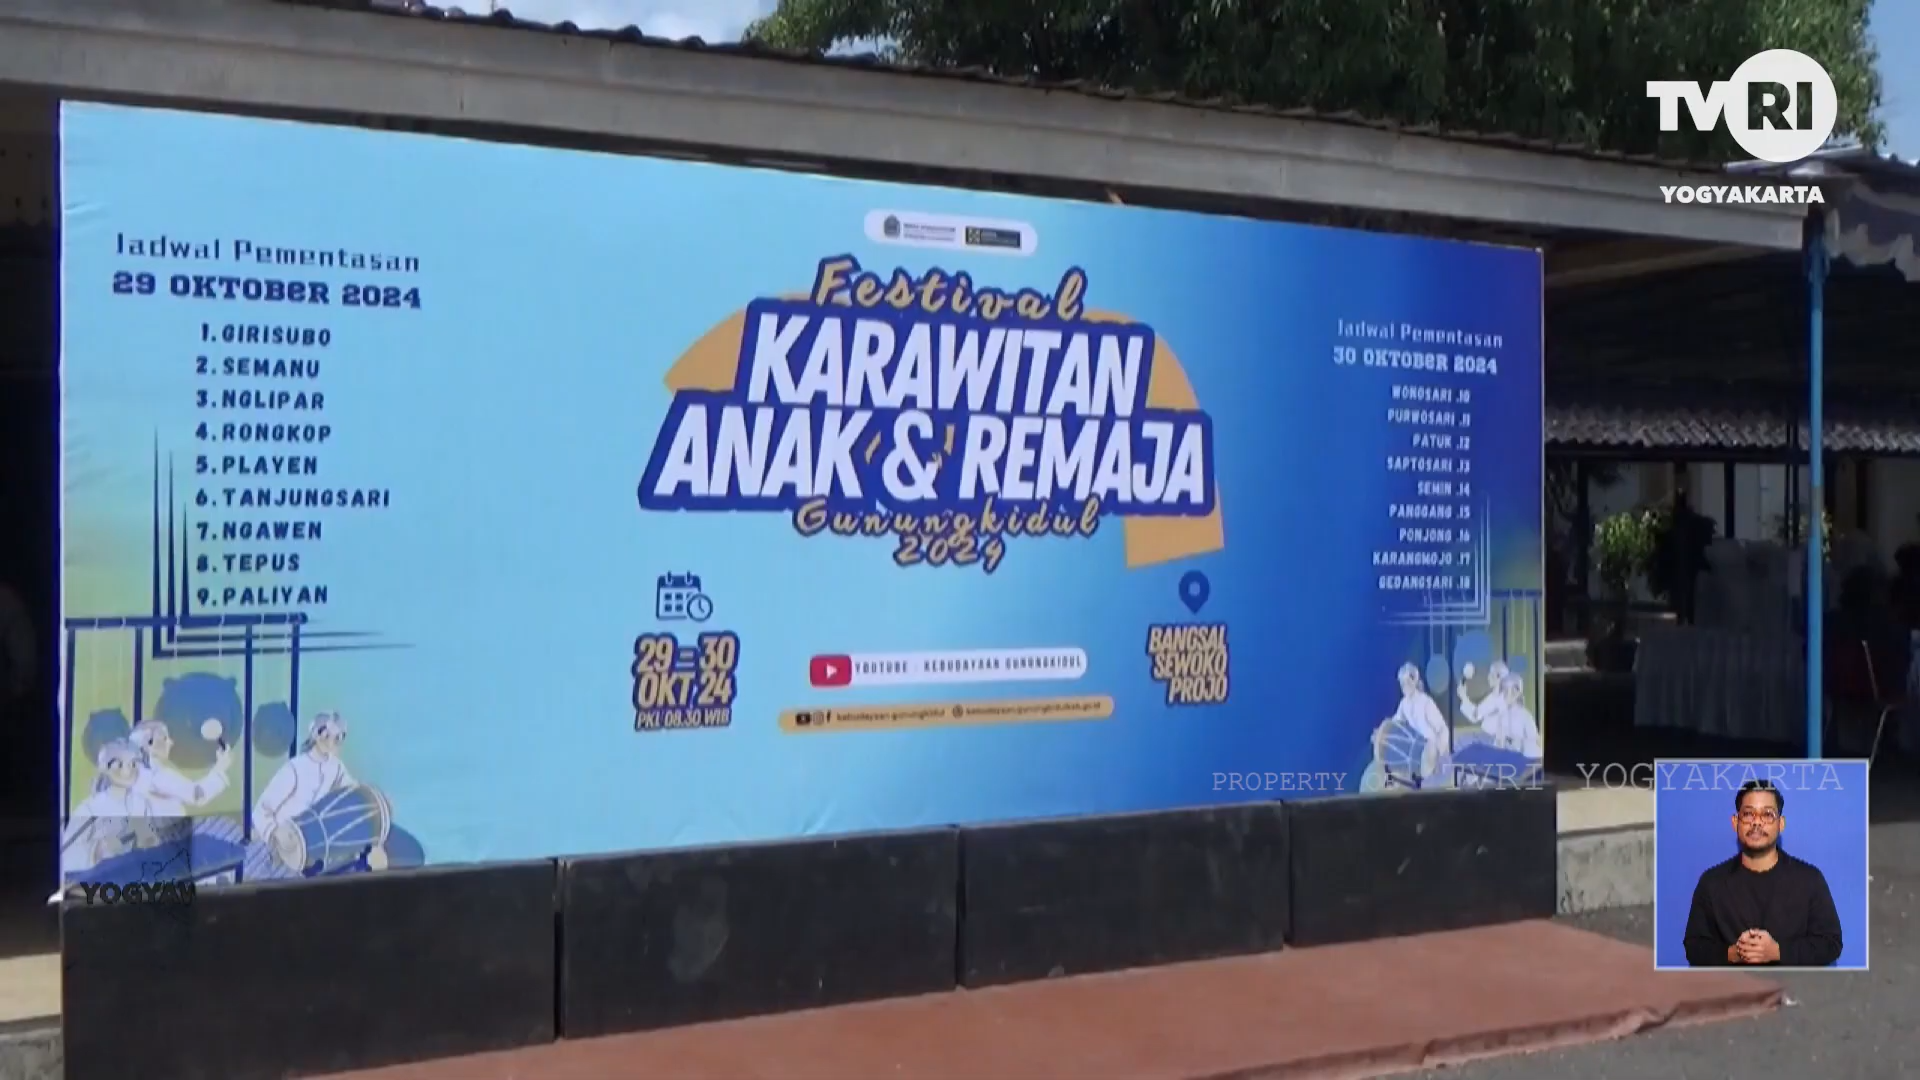 TVRI
YOGYAKARTA
Jadwal Pementasan
29 OKTOBER 2024
1. GIRISUBO
2. SEMANU
3. NGLIPAR
4. RONGKOP
5. PLAYEN
6. TANJUNGSARI
7. NGAWEN
8. TEPUS
9. PALIYAN
Festival
KARAWITAN
ANAK & REMAJA
Gunungkidul
2024
29 - 30
OKT 24
PKL 08.30 WIB
YOUTUBE : KEBUDAYAAN GUNUNGKIDUL
kebudayaan gunungkidul
BANGSAL
SEWOKO
PROJO
Jadwal Pementasan
30 OKTOBER 2024
WONOSARI .10
PURWOSARI .11
PATUK .12
SAPTOSARI .13
SEMIN .14
PANGGANG .15
PONJONG .16
KARANGMOJO .17
GEDANGSARI .18
PROPERTY OF TVRI YOGYAKARTA